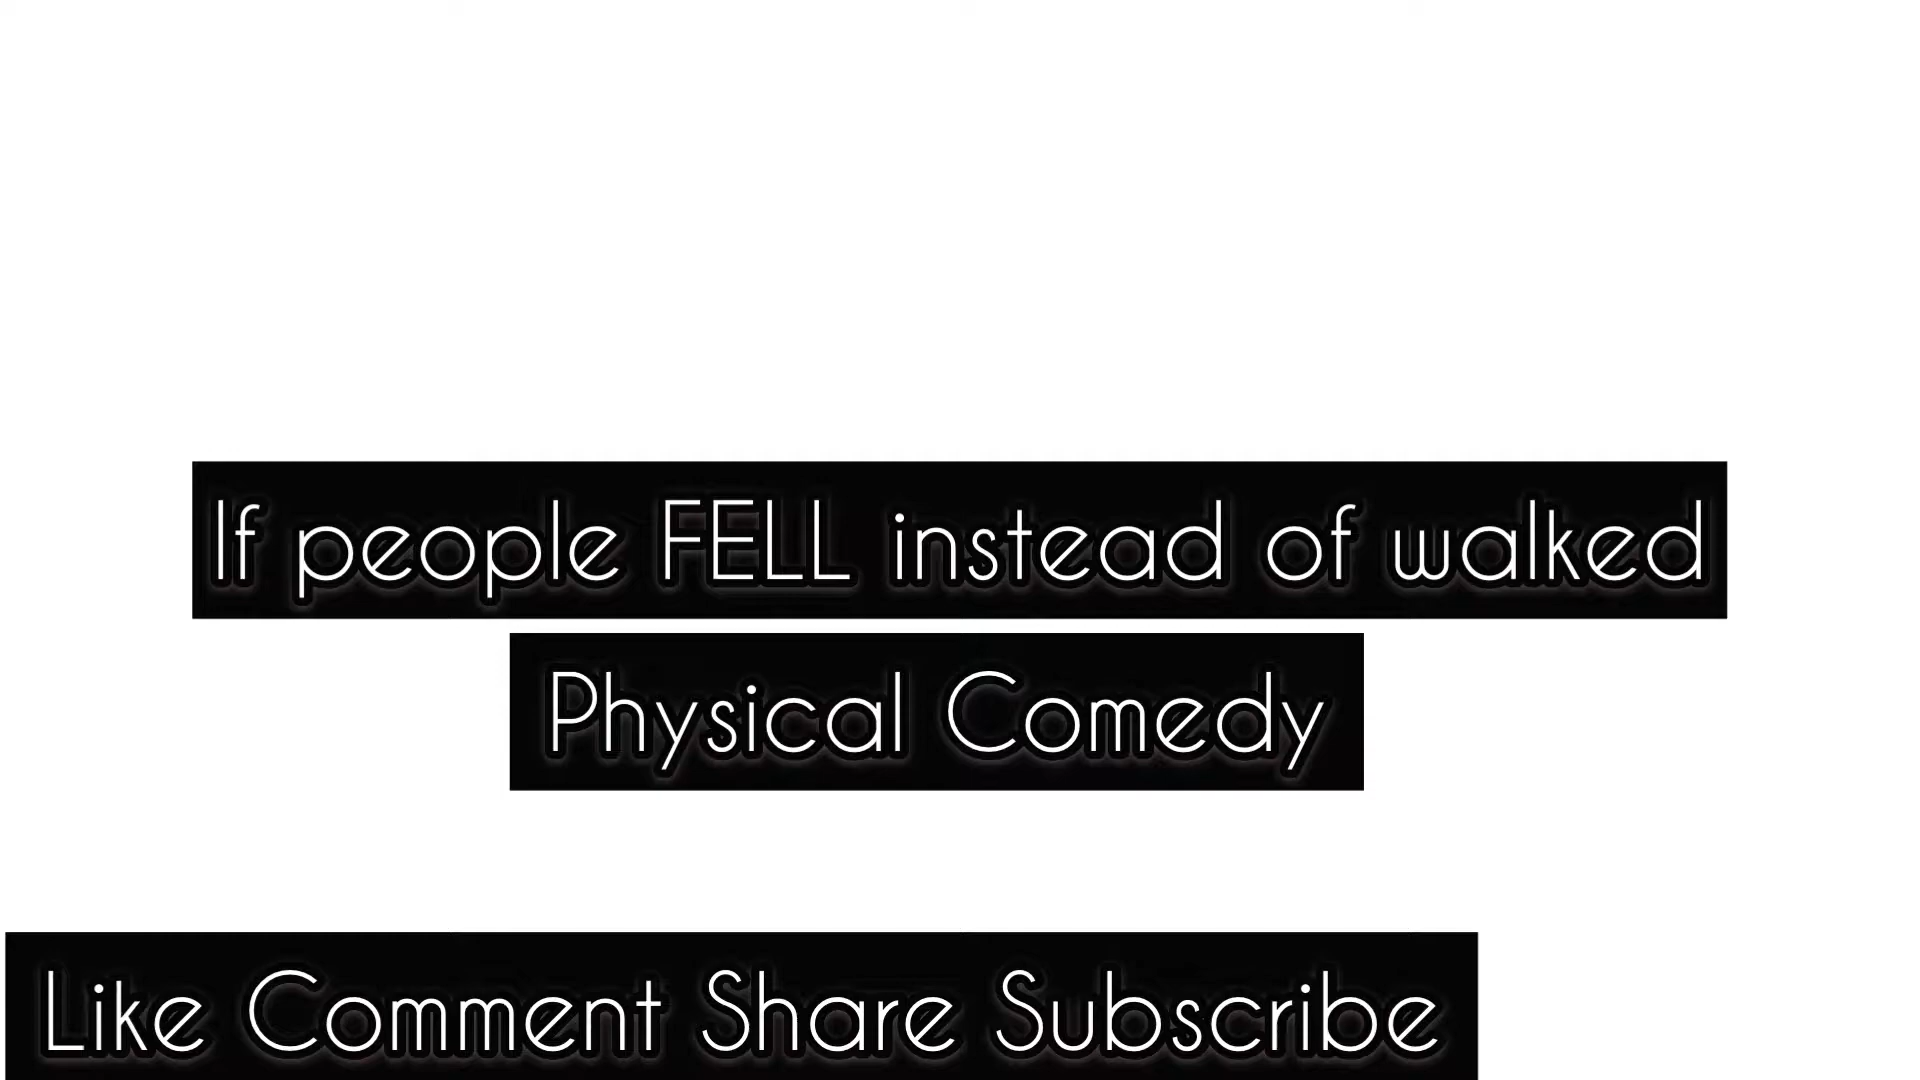 If people FELL instead of walked
Physical Comedy
Like Comment Share Subscribe